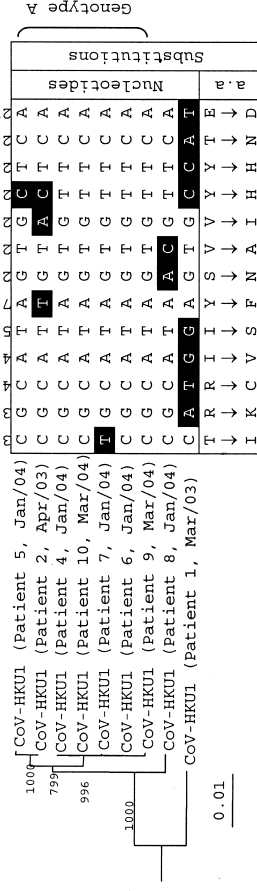 CoV-HKU1 (Patient 5, Jan/04) C G C A T A G T G C T C A
CoV-HKU1 (Patient 2, Apr/03) C G C A T T G T A C T C A
CoV-HKU1 (Patient 4, Jan/04) C G C A T A G T G T T C A
CoV-HKU1 (Patient 10, Mar/04) C G C A T A G T G T T C A
CoV-HKU1 (Patient 7, Jan/04) T G C A T A G T G T T C A
CoV-HKU1 (Patient 6, Jan/04) C G C A T A G T G T T C A
CoV-HKU1 (Patient 9, Mar/04) C G C A T A G T G T T C A
CoV-HKU1 (Patient 8, Jan/04) C G C A T A A C G T T C A
CoV-HKU1 (Patient 1, Mar/03) C A T G G A G T G C C A T
T R R I I Y S V V Y Y T E
→ → → → → → → → → → → → →
I K C V S F N A I H H N D
Genotype A
Substitutions
Nucleotides
a.a
1000
799
996
1000
0.01